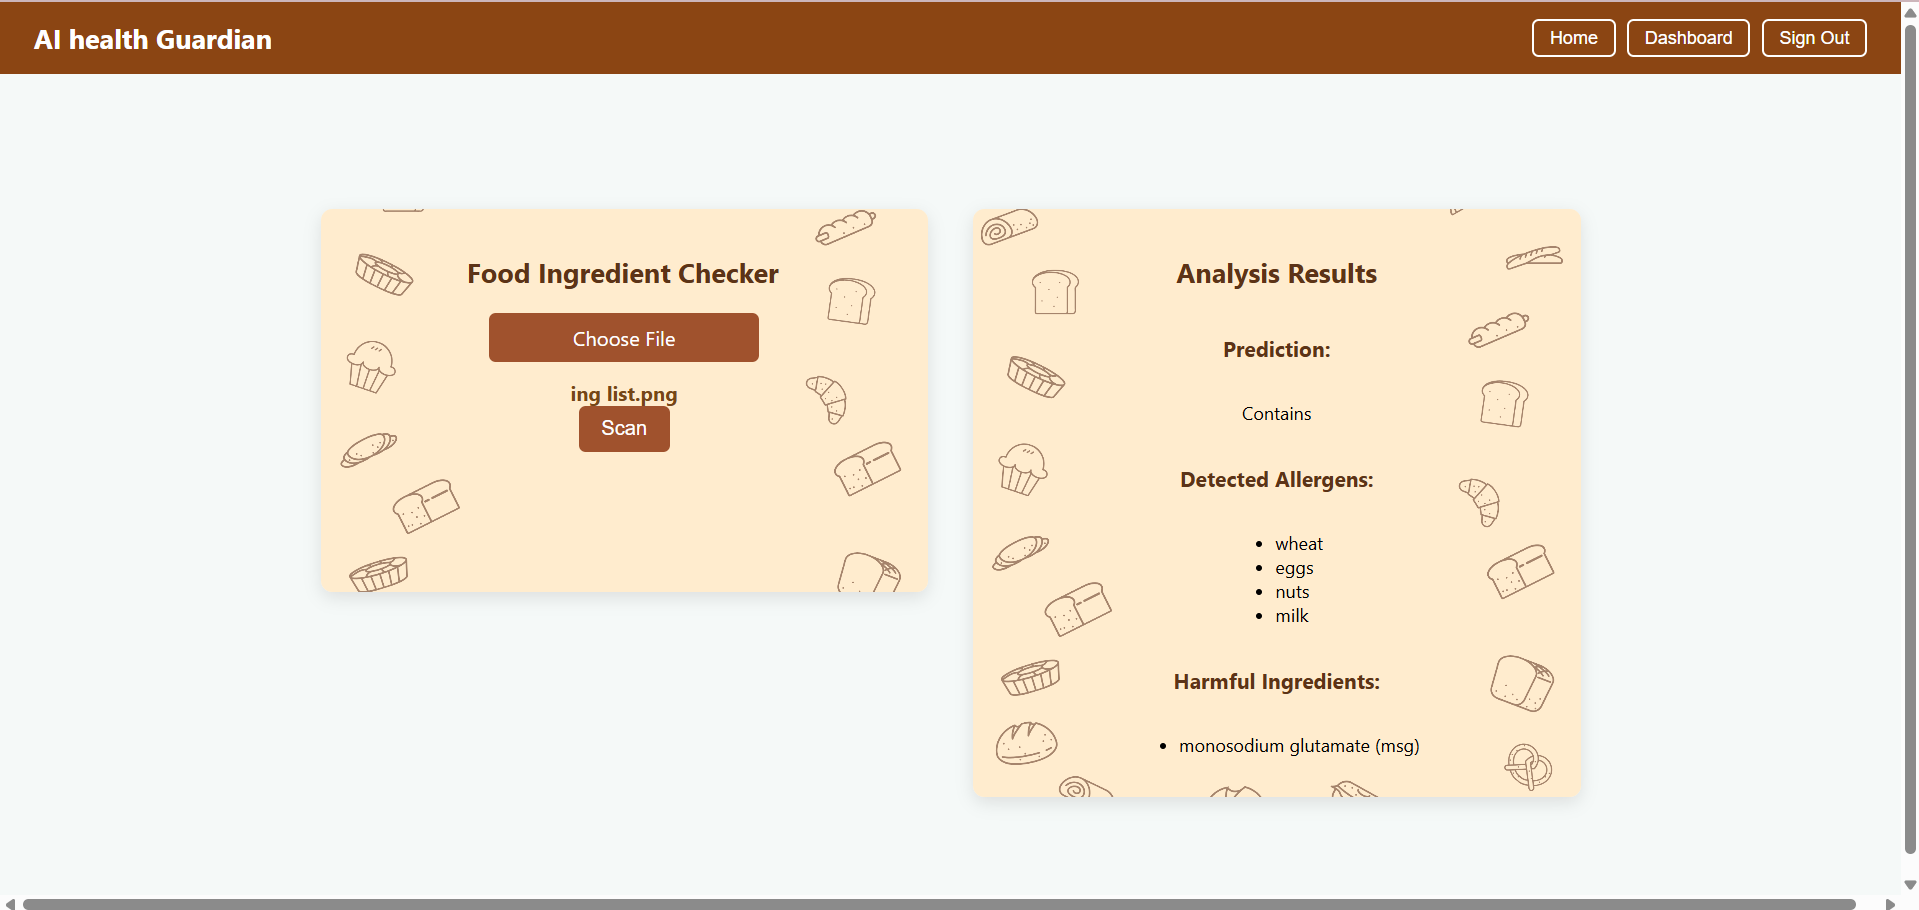 AI health Guardian
Home
Dashboard
Sign Out
Food Ingredient Checker
Choose File
ing list.png
Scan
Analysis Results
Prediction:
Contains
Detected Allergens:
• wheat
• eggs
• nuts
• milk
Harmful Ingredients:
• monosodium glutamate (msg)